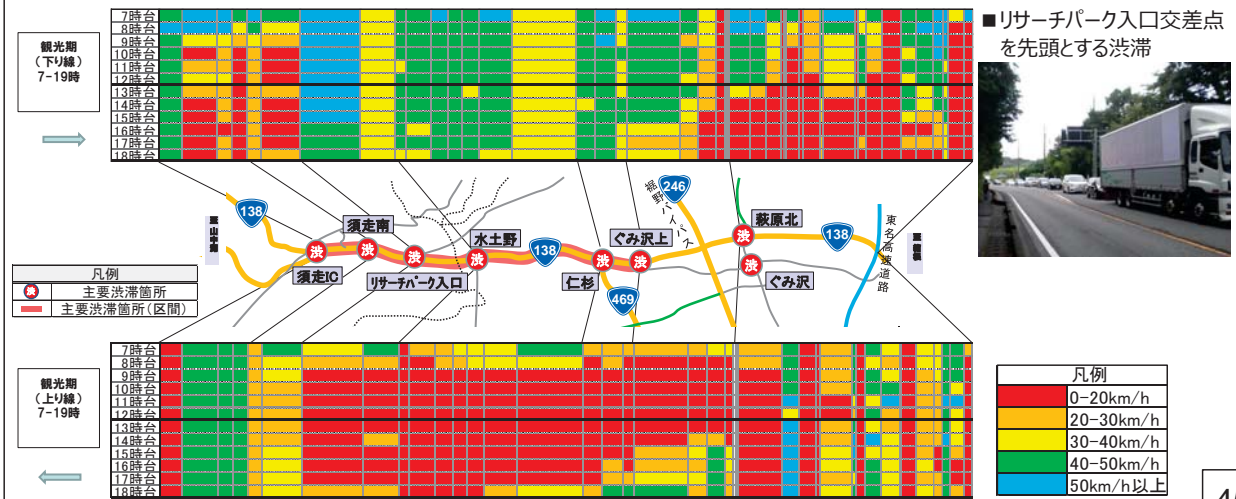 観光期
(下り線)
7-19時
7時台
8時台
9時台
10時台
11時台
12時台
13時台
14時台
15時台
16時台
17時台
18時台
■リサーチパーク入口交差点
を先頭とする渋滞
138
須走南
水土野
138
ぐみ沢上
246
裾野バイパス
萩原北
138
東名高速道路
渋
渋
渋
渋
渋
渋
渋
渋
須走IC
リサーチパーク入口
仁杉
469
ぐみ沢
凡例
渋 主要渋滞箇所
主要渋滞箇所(区間)
観光期
(上り線)
7-19時
7時台
8時台
9時台
10時台
11時台
12時台
13時台
14時台
15時台
16時台
17時台
18時台
凡例
0-20km/h
20-30km/h
30-40km/h
40-50km/h
50km/h以上